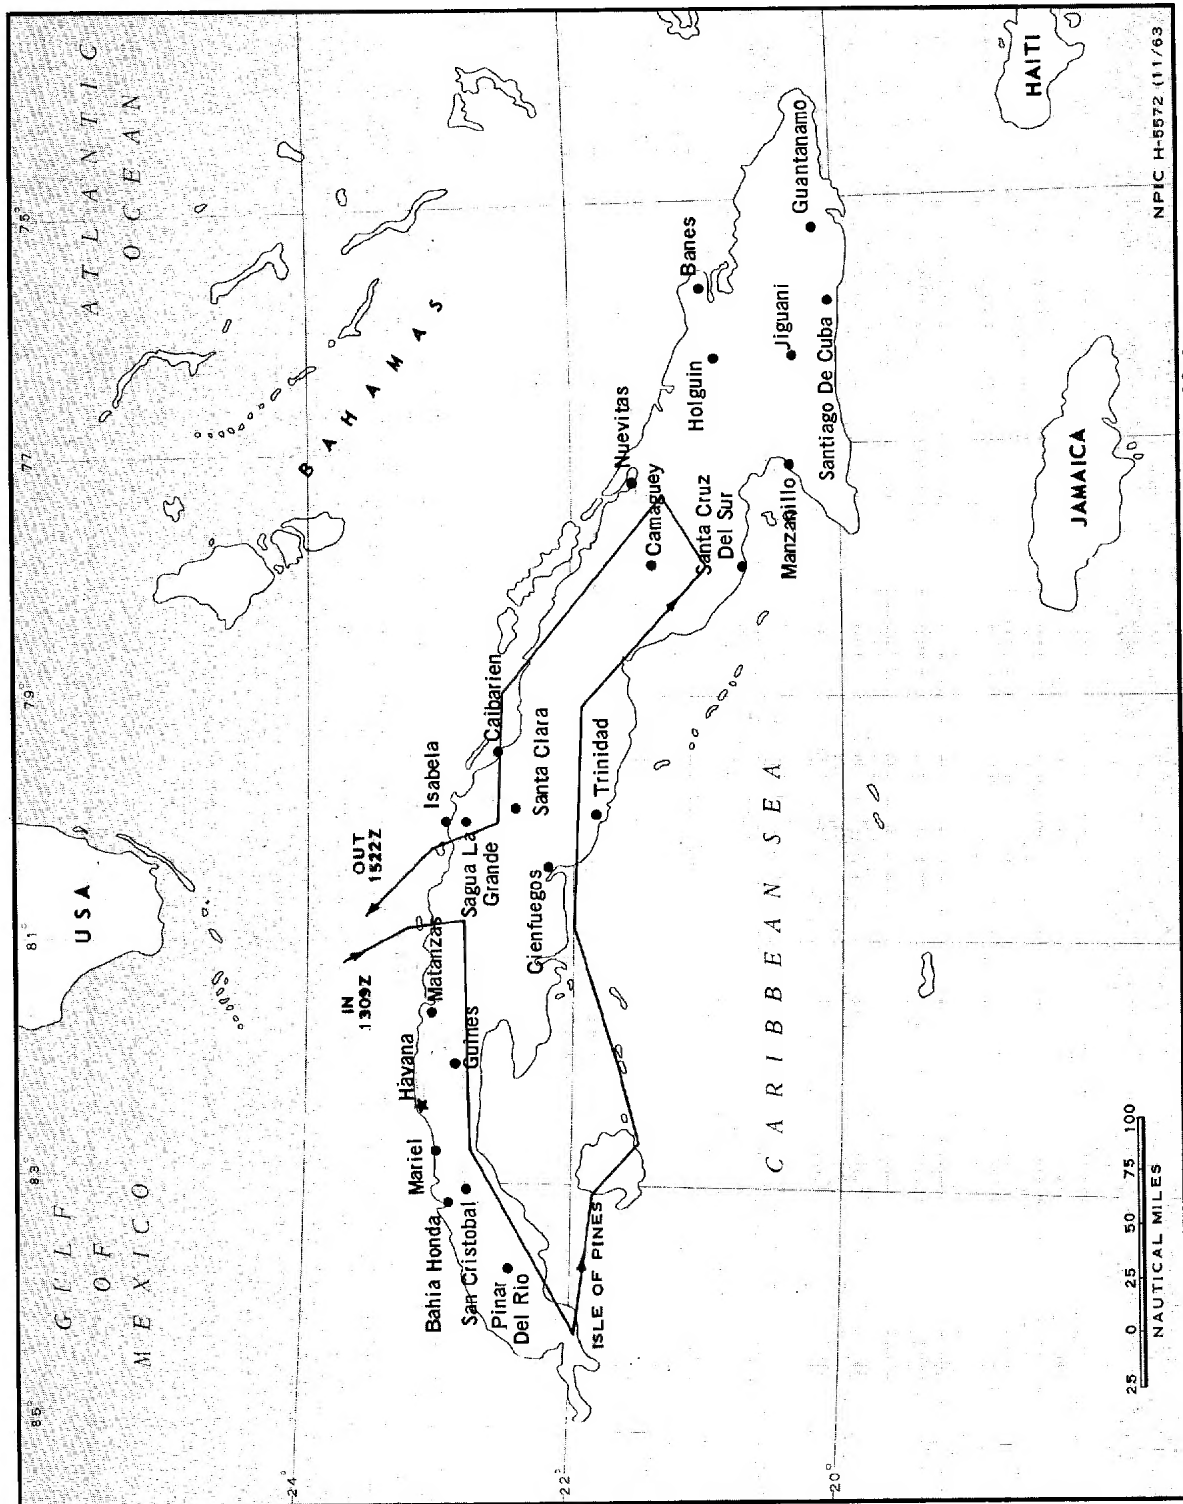 85°
83°
81°
79°
77°
75°
GULF
OF
MEXICO
USA
ATLANTIC
OCEAN
BAHAMAS
24°
22°
20°
IN
1309Z
OUT
1522Z
Bahia Honda
Mariel
Havana
Matanzas
Isabela
San Cristobal
Guines
Sagua La
Grande
Caibarien
Pinar
Del Rio
Santa Clara
Cienfuegos
Trinidad
ISLE OF PINES
Nuevitas
Camaguey
Santa Cruz
Del Sur
Holguin
Banes
Manzanillo
Jiguani
Santiago De Cuba
Guantanamo
CARIBBEAN SEA
JAMAICA
HAITI
25 0 25 50 75 100
NAUTICAL MILES
NPIC H-5572 (11/63